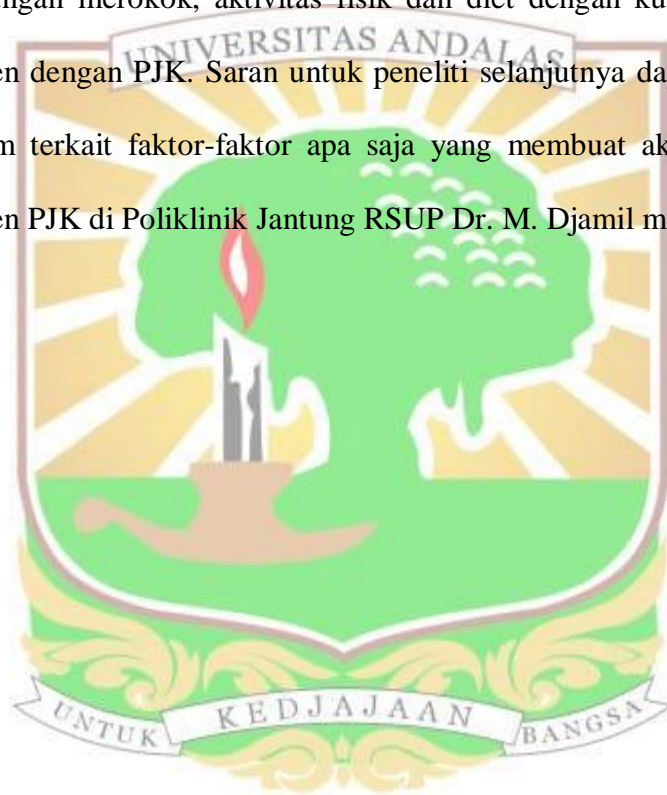 ngan merokok, aktivitas fisik dan diet dengan ku
UNIVERSITAS ANDALAS
en dengan PJK. Saran untuk peneliti selanjutnya da
m terkait faktor-faktor apa saja yang membuat ak
en PJK di Poliklinik Jantung RSUP Dr. M. Djamil m
UNTUK KEDJAJAAN BANGSA